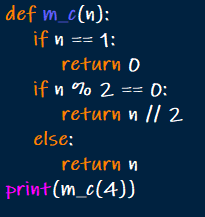 def m_c(n):
    if n == 1:
        return 0
    if n % 2 == 0:
        return n // 2
    else:
        return n
print(m_c(4))